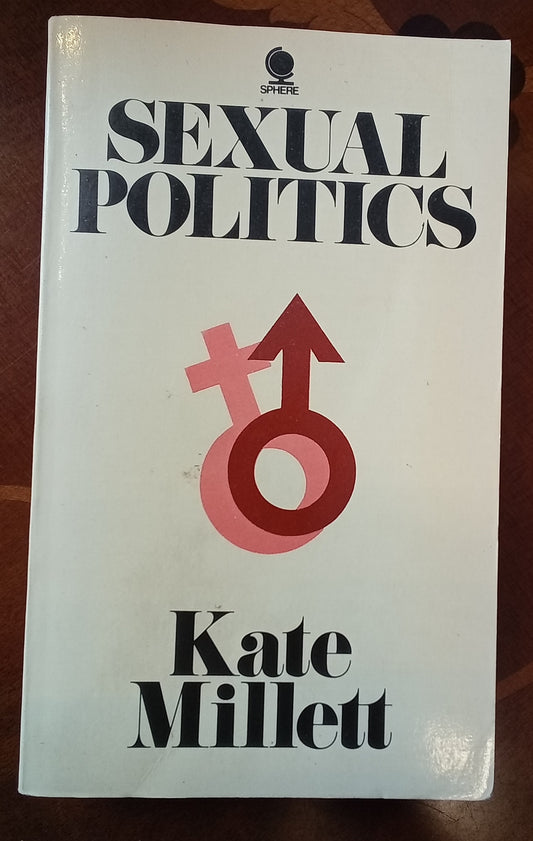 SPHERE
SEXUAL
POLITICS
Kate
Millett